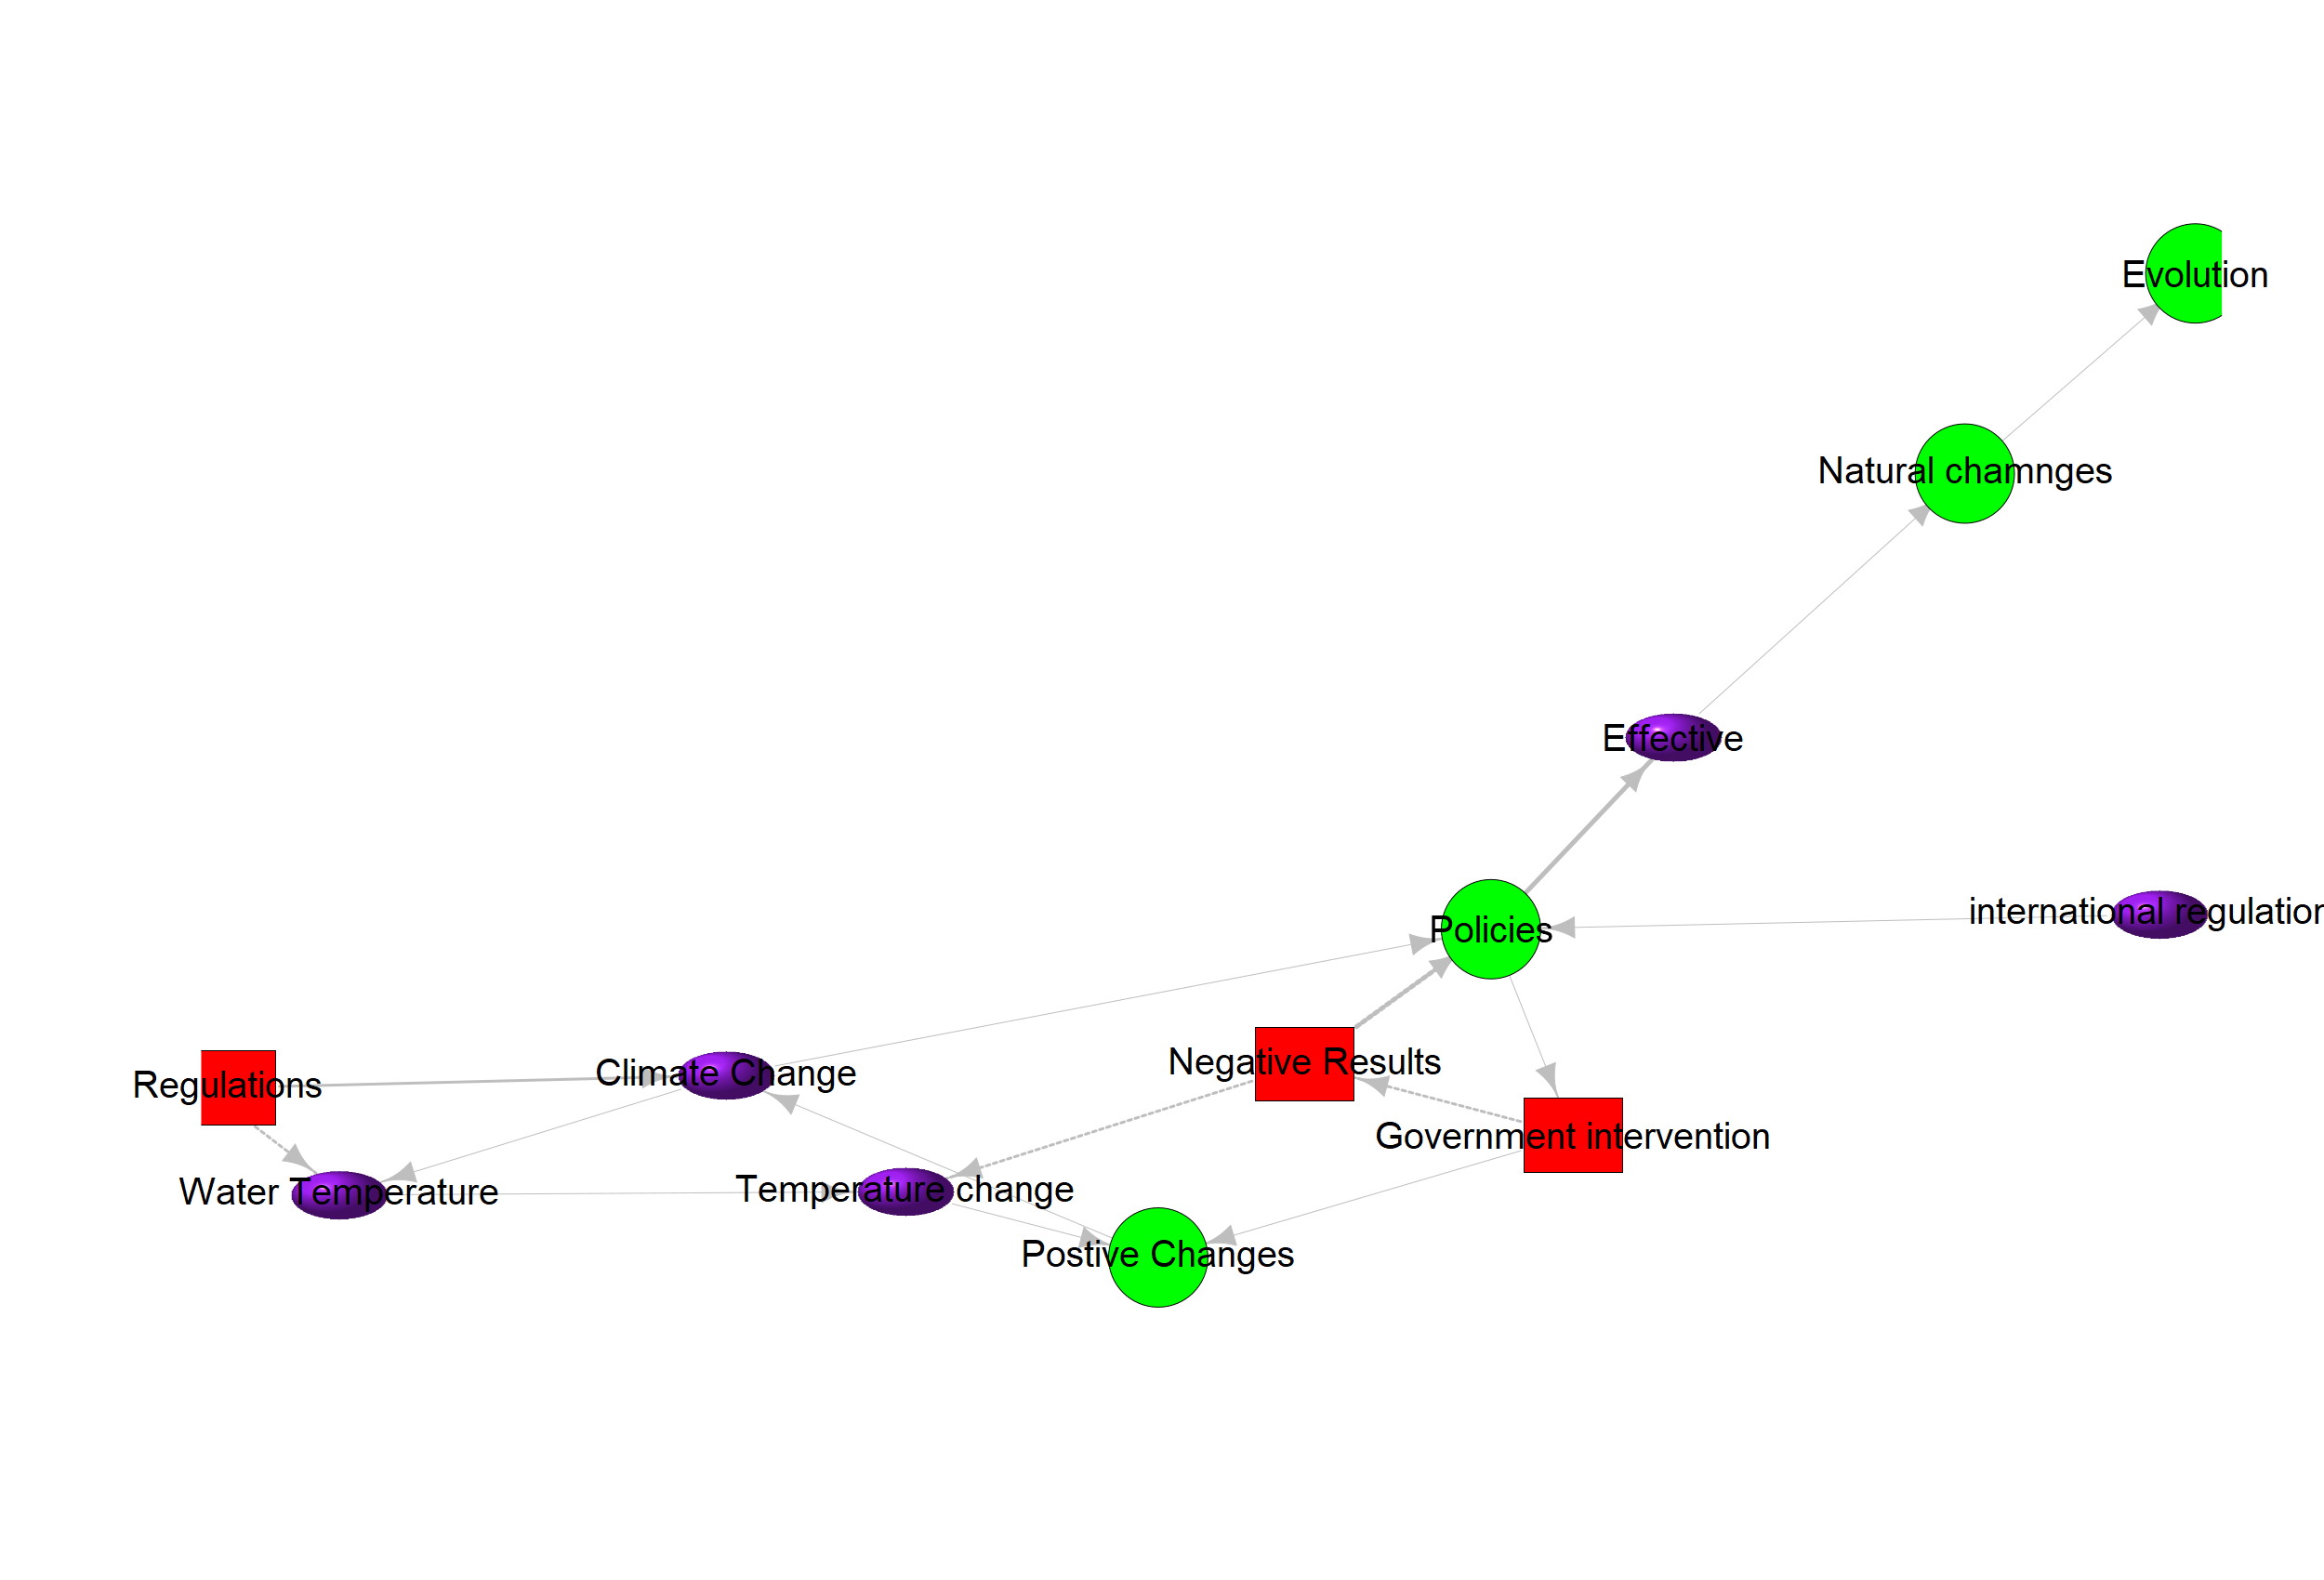 Evolution
Natural chamnges
Effective
international regulation
Policies
Negative Results
Climate Change
Regulations
Government intervention
Temperature change
Water Temperature
Postive Changes